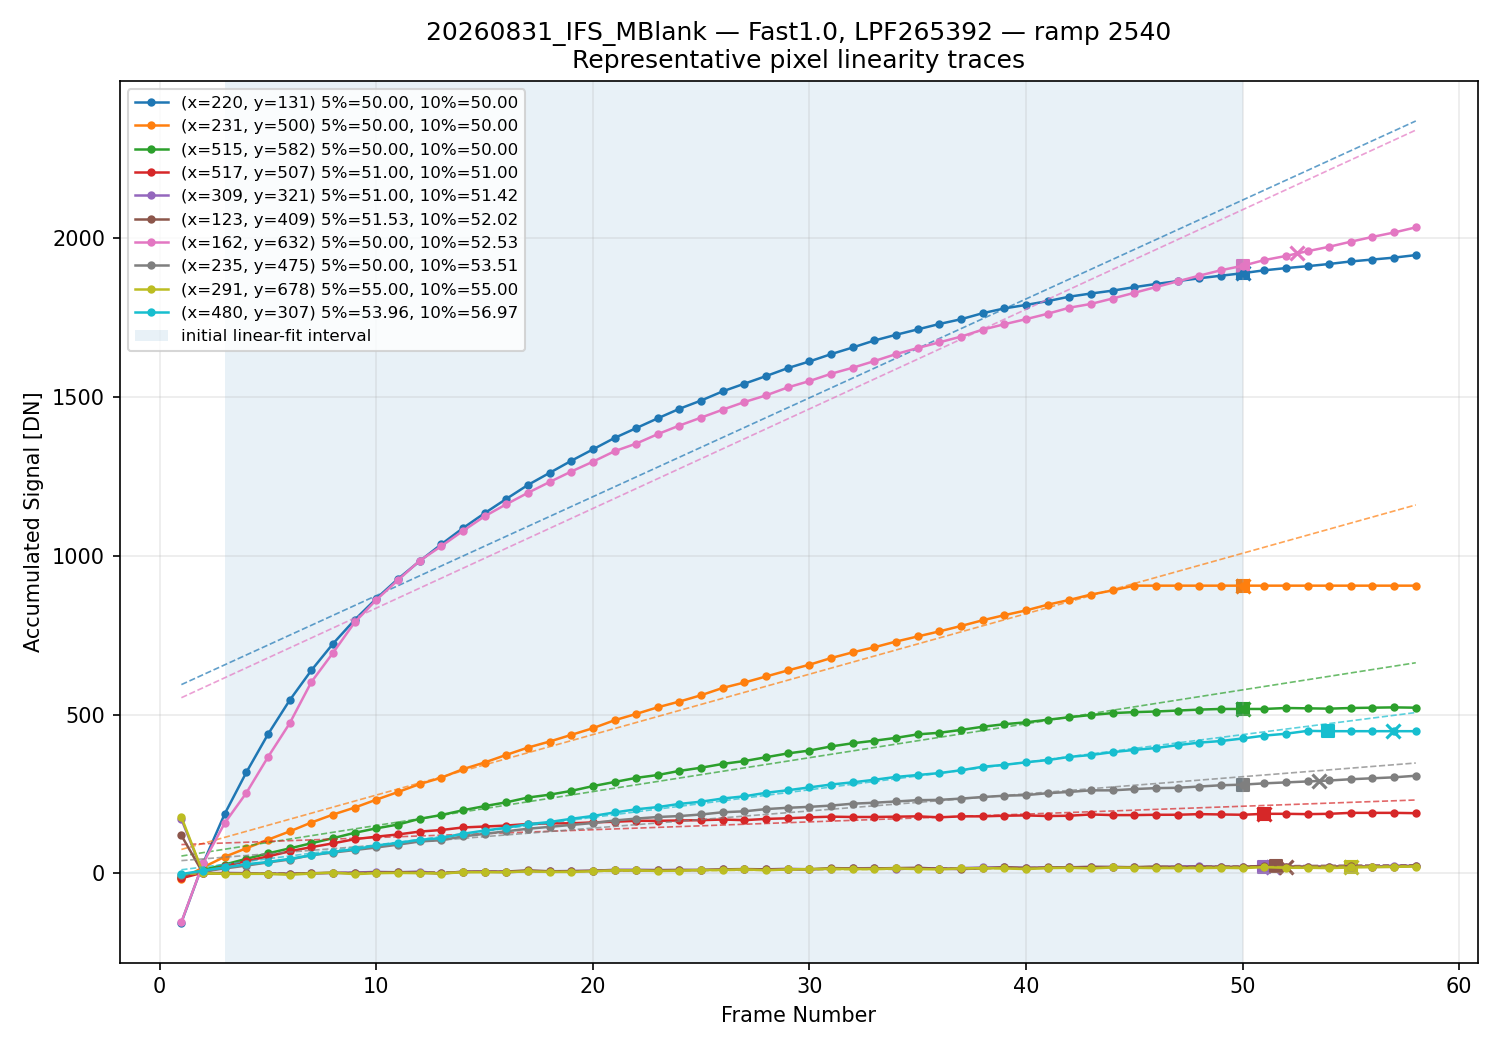 20260831_IFS_MBlank — Fast1.0, LPF265392 — ramp 2540
Representative pixel linearity traces
(x=220, y=131) 5%=50.00, 10%=50.00
(x=231, y=500) 5%=50.00, 10%=50.00
(x=515, y=582) 5%=50.00, 10%=50.00
(x=517, y=507) 5%=51.00, 10%=51.00
(x=309, y=321) 5%=51.00, 10%=51.42
(x=123, y=409) 5%=51.53, 10%=52.02
(x=162, y=632) 5%=50.00, 10%=52.53
(x=235, y=475) 5%=50.00, 10%=53.51
(x=291, y=678) 5%=55.00, 10%=55.00
(x=480, y=307) 5%=53.96, 10%=56.97
initial linear-fit interval
Accumulated Signal [DN]
2000
1500
1000
500
0
0 10 20 30 40 50 60
Frame Number